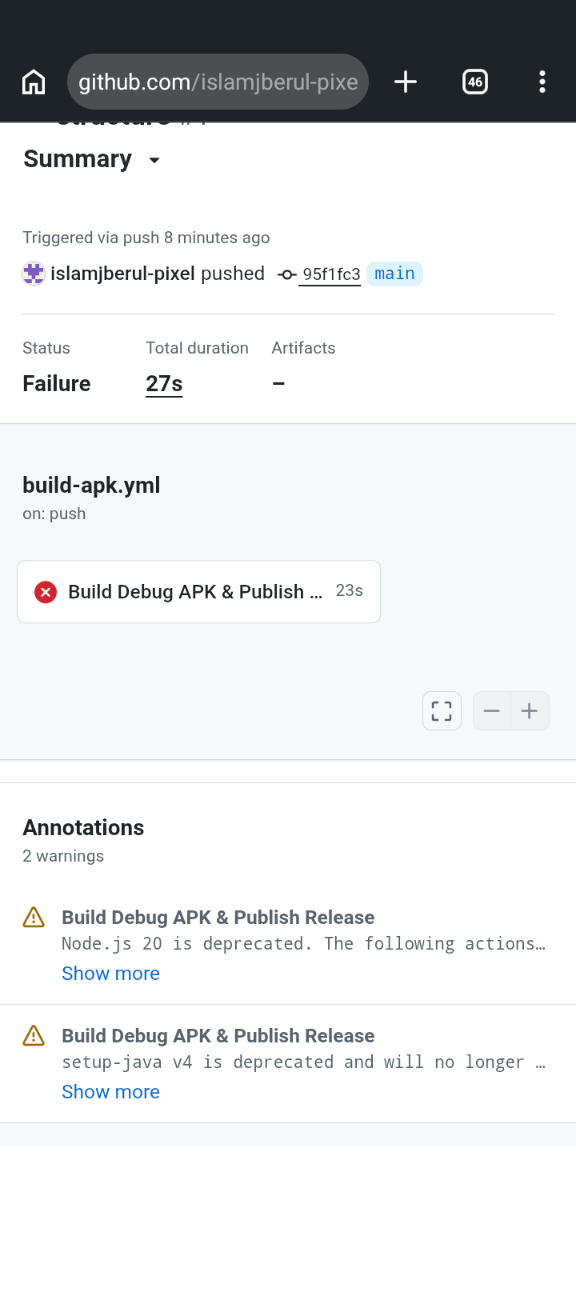 github.com/islamjberul-pixe
46
Summary
Triggered via push 8 minutes ago
islamjberul-pixel pushed 95f1fc3 main
Status Total duration Artifacts
Failure 27s –
build-apk.yml
on: push
Build Debug APK & Publish ... 23s
Annotations
2 warnings
Build Debug APK & Publish Release
Node.js 20 is deprecated. The following actions…
Show more
Build Debug APK & Publish Release
setup-java v4 is deprecated and will no longer …
Show more